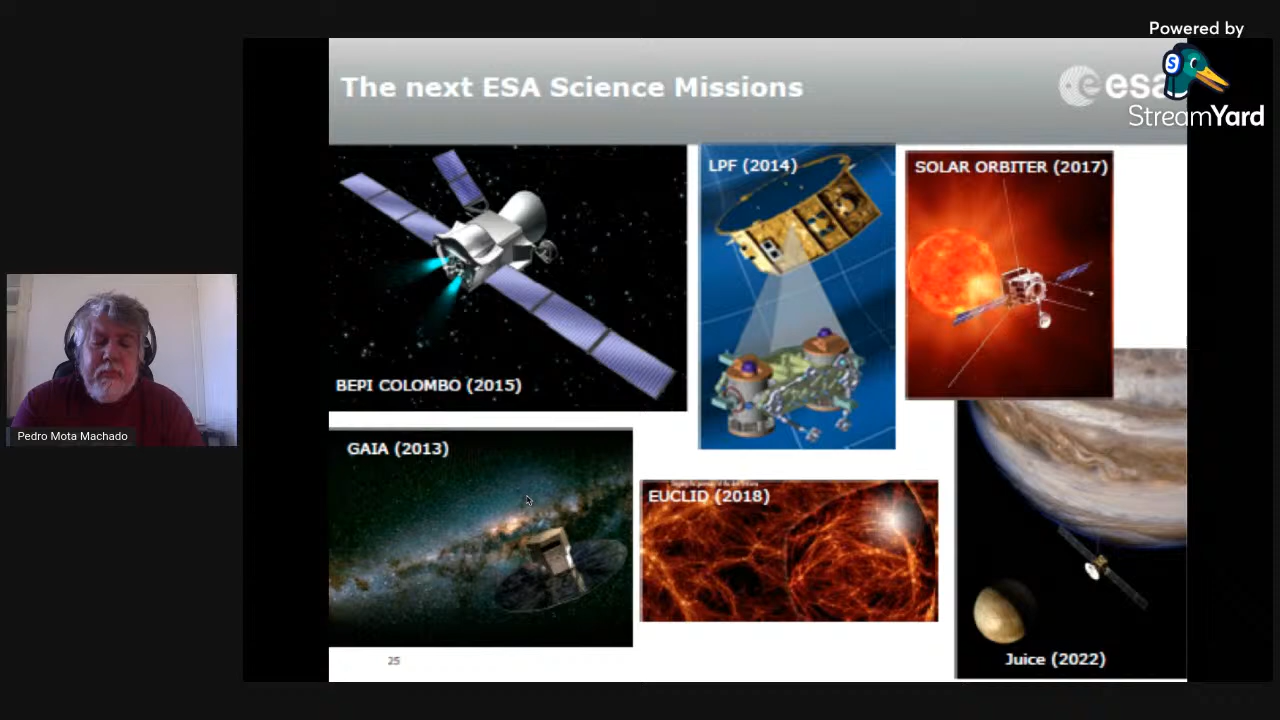 Powered by
StreamYard
The next ESA Science Missions
esa
LPF (2014)
SOLAR ORBITER (2017)
BEPI COLOMBO (2015)
Pedro Mota Machado
GAIA (2013)
EUCLID (2018)
Juice (2022)
25